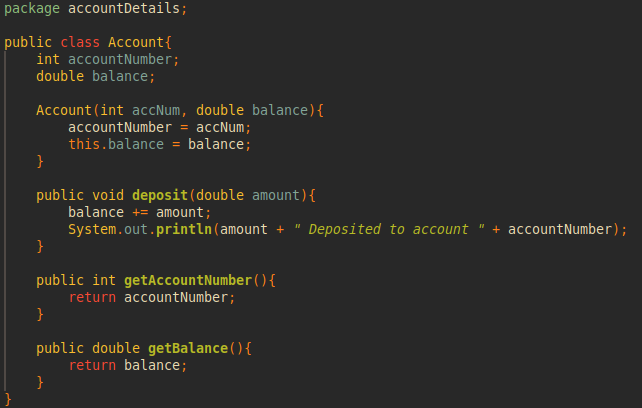 package accountDetails;

public class Account{
    int accountNumber;
    double balance;

    Account(int accNum, double balance){
        accountNumber = accNum;
        this.balance = balance;
    }

    public void deposit(double amount){
        balance += amount;
        System.out.println(amount + " Deposited to account " + accountNumber);
    }

    public int getAccountNumber(){
        return accountNumber;
    }

    public double getBalance(){
        return balance;
    }
}